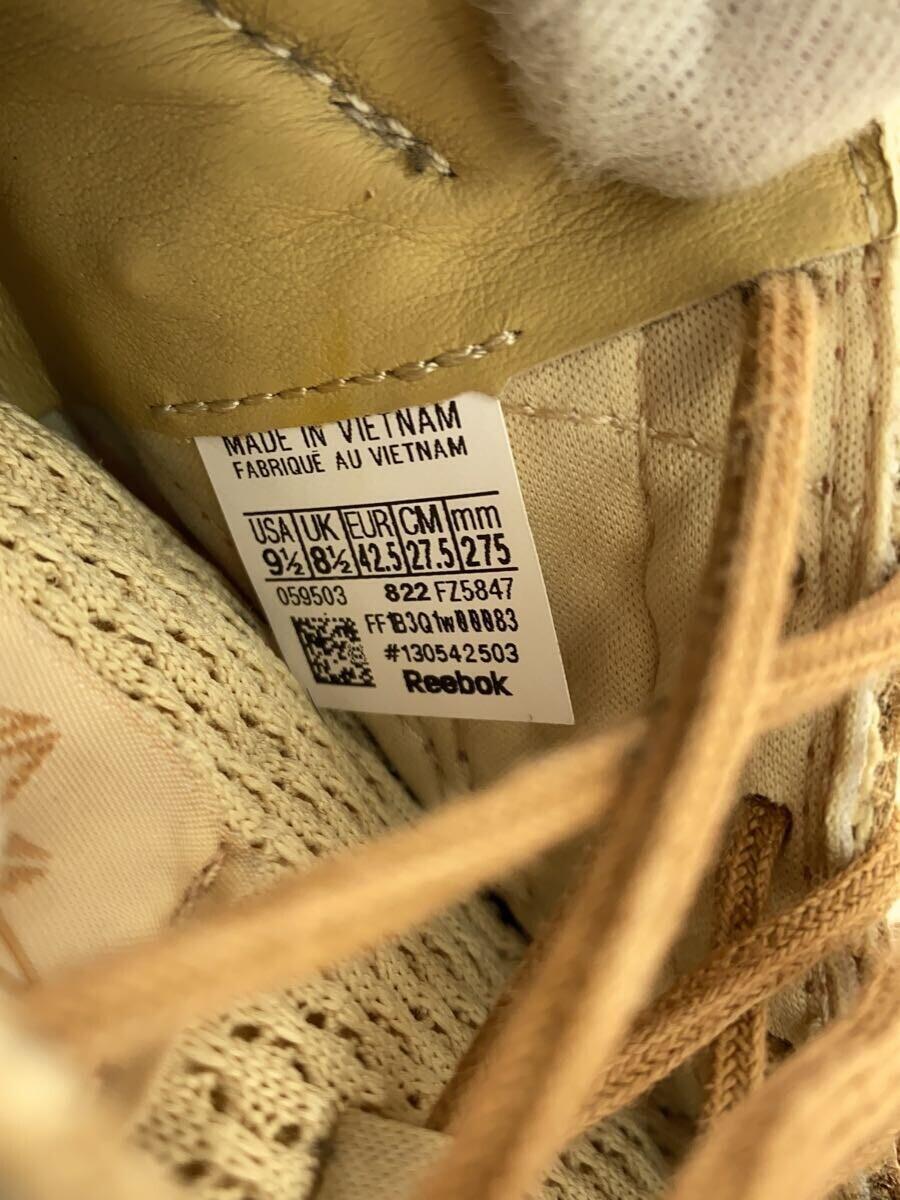 MADE IN VIETNAM
FABRIQUÉ AU VIETNAM
USA UK EUR CM mm
9½ 8½ 42.5 27.5 275
059503 822 FZ5847
#130542503
Reebok